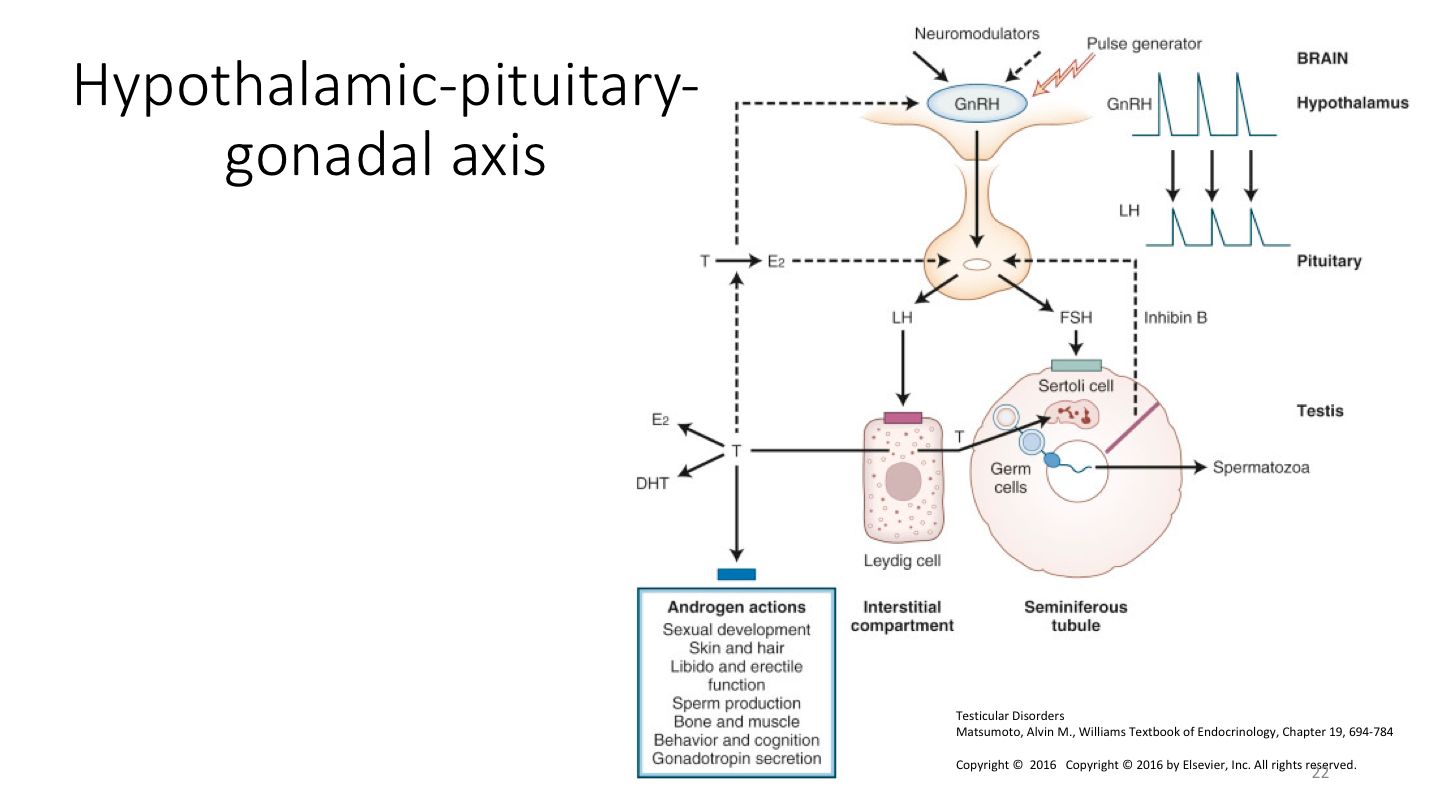 Hypothalamic-pituitary-
gonadal axis
Neuromodulators
Pulse generator
BRAIN
GnRH
GnRH
Hypothalamus
LH
T
E2
Pituitary
LH
FSH
Inhibin B
Sertoli cell
Testis
E2
T
T
DHT
Germ
cells
Spermatozoa
Leydig cell
Interstitial
compartment
Seminiferous
tubule
Androgen actions
Sexual development
Skin and hair
Libido and erectile
function
Sperm production
Bone and muscle
Behavior and cognition
Gonadotropin secretion
Testicular Disorders
Matsumoto, Alvin M., Williams Textbook of Endocrinology, Chapter 19, 694-784
Copyright © 2016 Copyright © 2016 by Elsevier, Inc. All rights reserved.
22